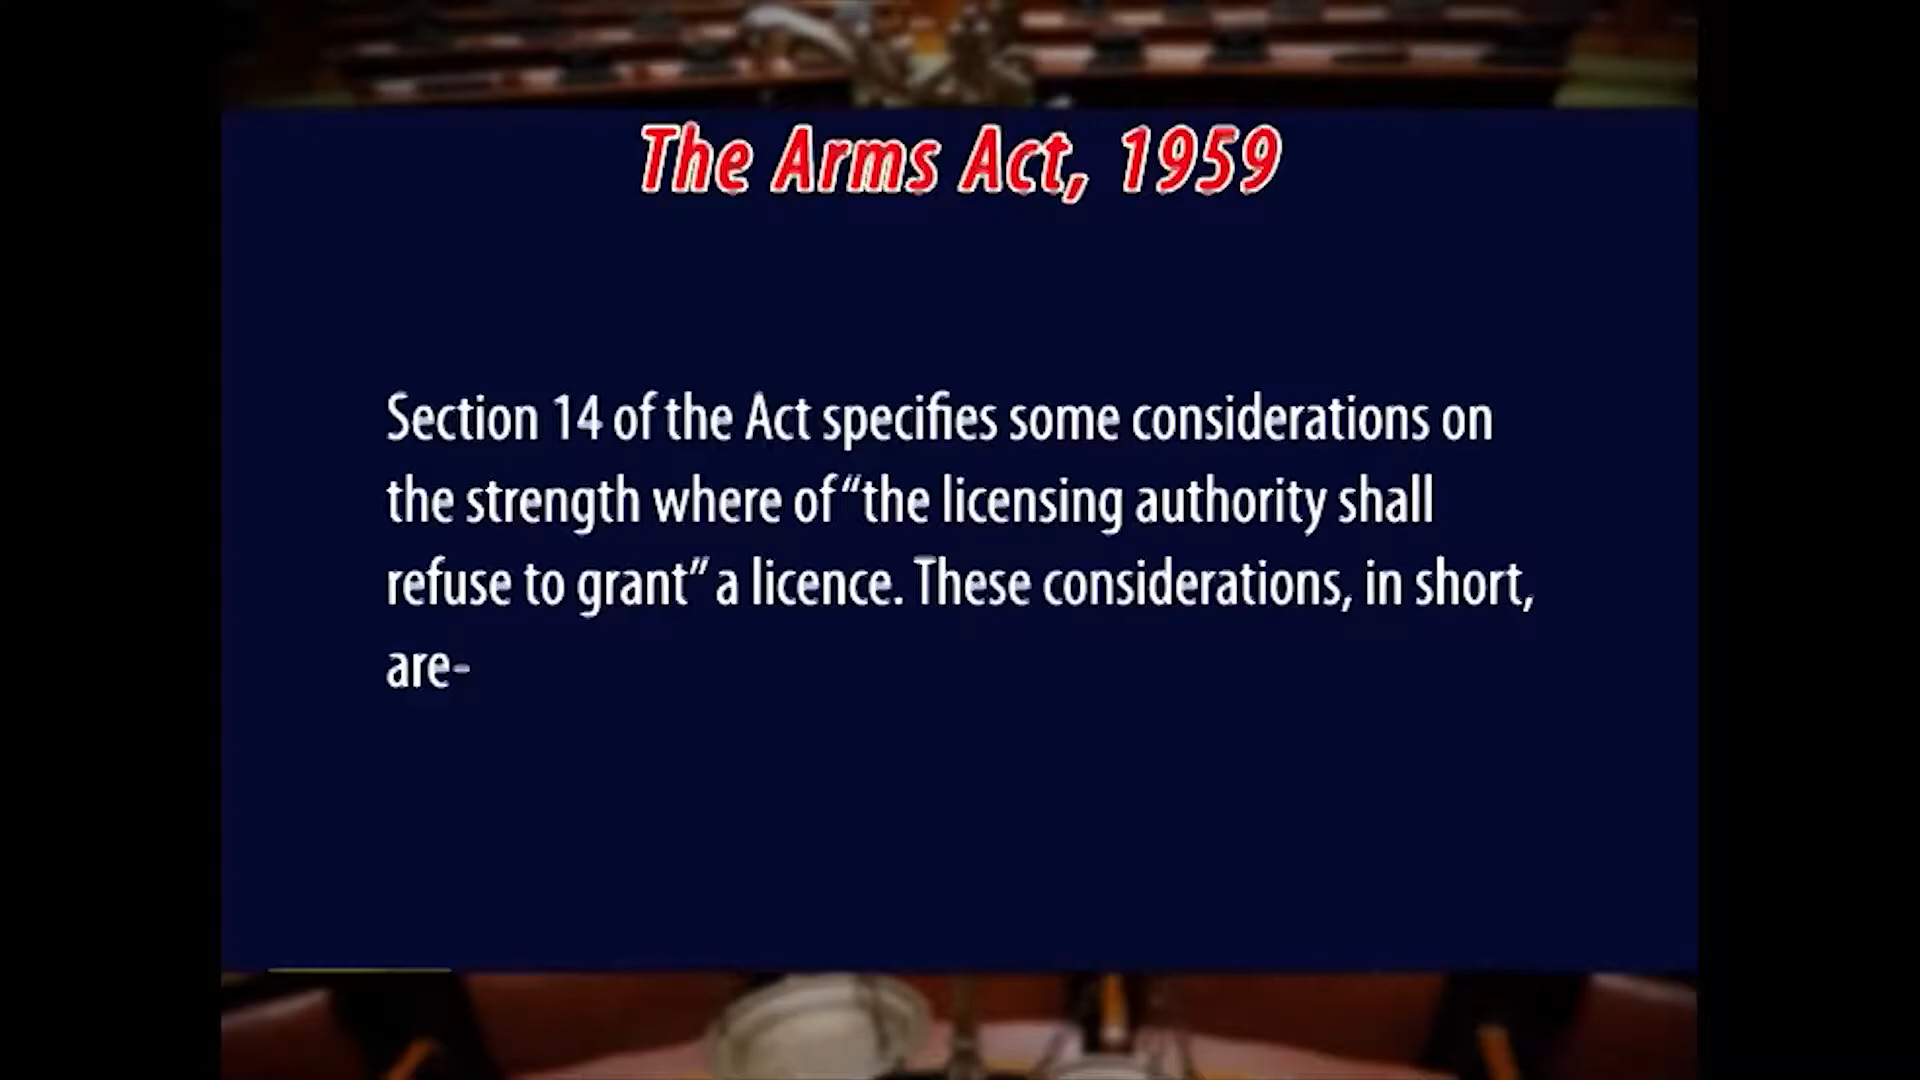 The Arms Act, 1959
Section 14 of the Act specifies some considerations on
the strength where of “the licensing authority shall
refuse to grant” a licence. These considerations, in short,
are-